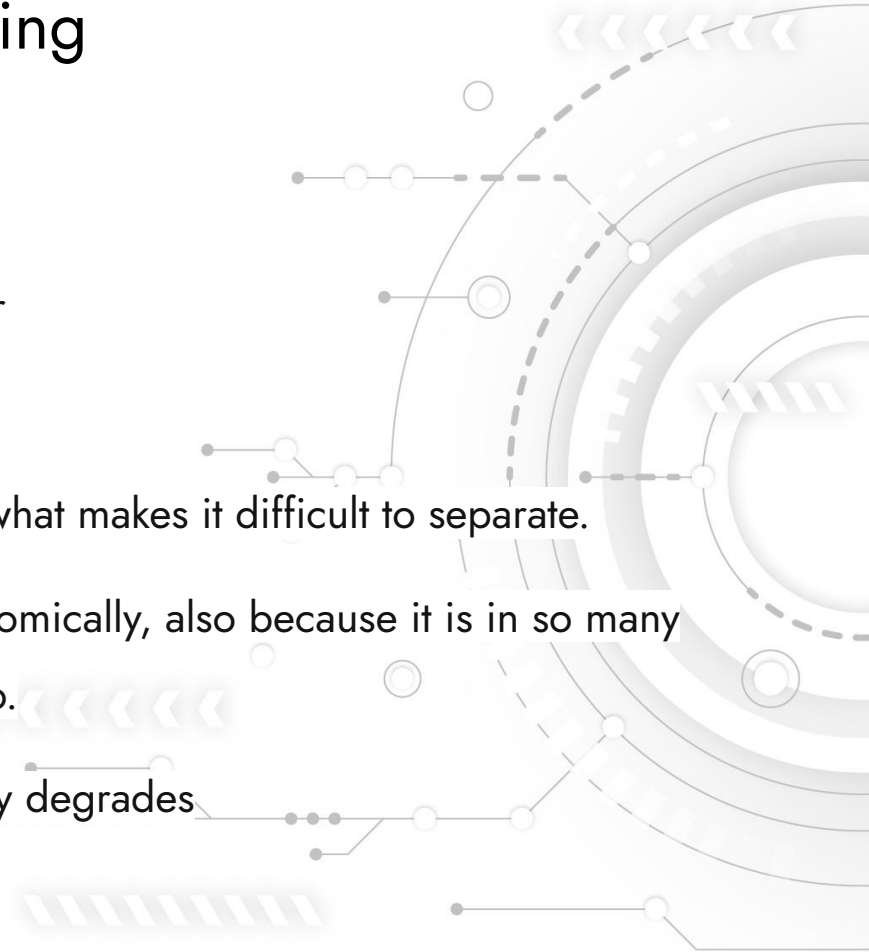 ing
r
what makes it difficult to separate.
omically, also because it is in so many
o.
y degrades